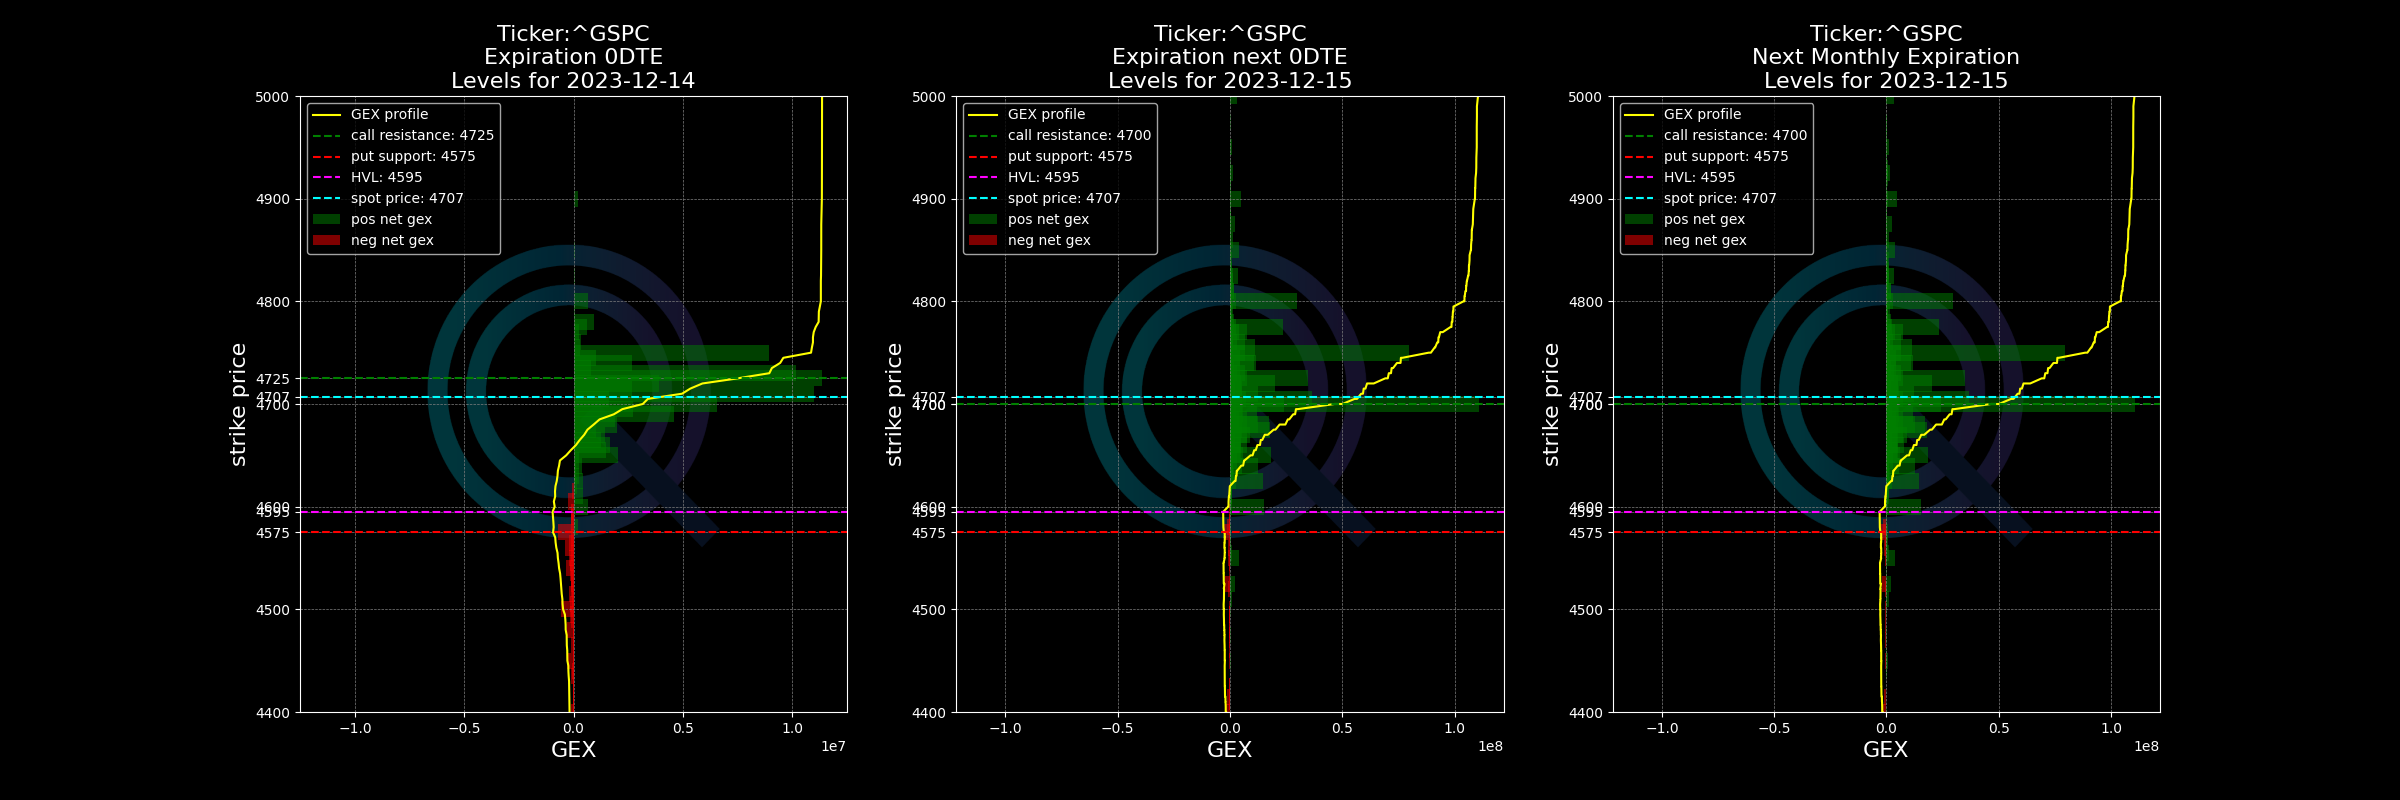 Ticker:^GSPC
Expiration 0DTE
Levels for 2023-12-14
5000
4900
4800
4725
4707
4700
4600
4595
4575
4500
4400
strike price
GEX profile
call resistance: 4725
put support: 4575
HVL: 4595
spot price: 4707
pos net gex
neg net gex
−1.0 −0.5 0.0 0.5 1.0
1e7
GEX
Ticker:^GSPC
Expiration next 0DTE
Levels for 2023-12-15
5000
4900
4800
4707
4700
4600
4595
4575
4500
4400
strike price
GEX profile
call resistance: 4700
put support: 4575
HVL: 4595
spot price: 4707
pos net gex
neg net gex
−1.0 −0.5 0.0 0.5 1.0
1e8
GEX
Ticker:^GSPC
Next Monthly Expiration
Levels for 2023-12-15
5000
4900
4800
4707
4700
4600
4595
4575
4500
4400
strike price
GEX profile
call resistance: 4700
put support: 4575
HVL: 4595
spot price: 4707
pos net gex
neg net gex
−1.0 −0.5 0.0 0.5 1.0
1e8
GEX